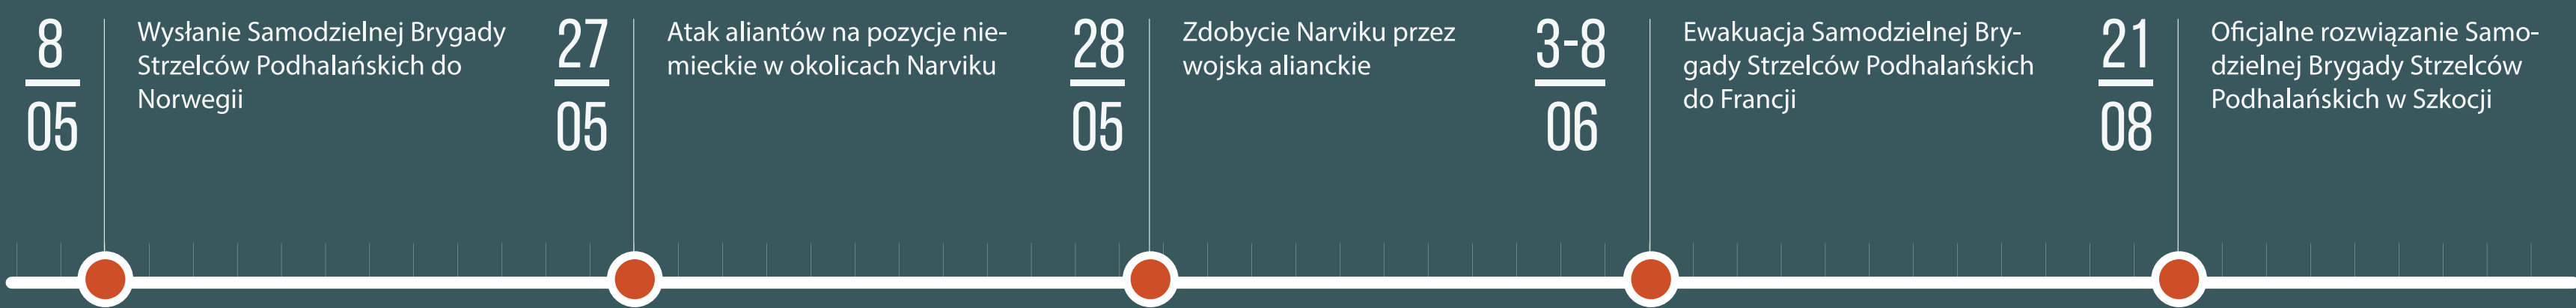 8
05
Wysłanie Samodzielnej Brygady
Strzelców Podhalańskich do
Norwegii
27
05
Atak aliantów na pozycje nie-
mieckie w okolicach Narviku
28
05
Zdobycie Narviku przez
wojska alianckie
3-8
06
Ewakuacja Samodzielnej Bry-
gady Strzelców Podhalańskich
do Francji
21
08
Oficjalne rozwiązanie Samo-
dzielnej Brygady Strzelców
Podhalańskich w Szkocji